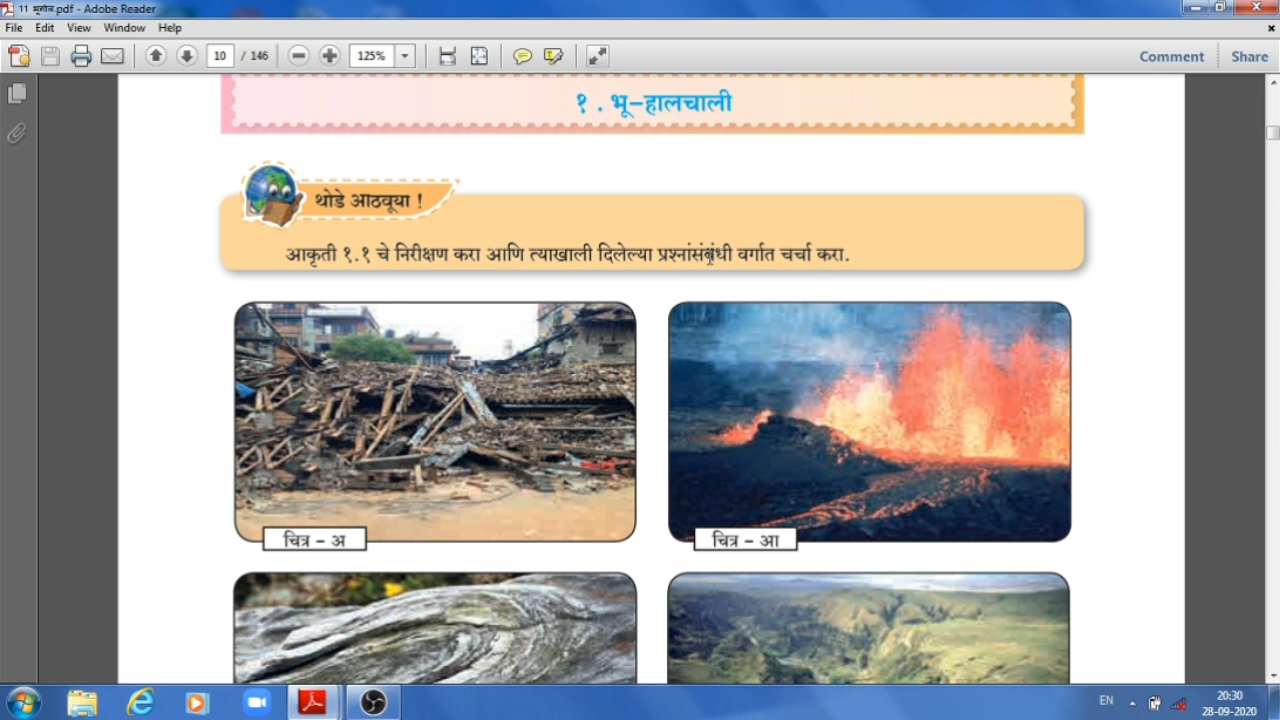 11 भूगोल.pdf - Adobe Reader
File Edit View Window Help
10 / 146 125% Comment Share
१ . भू–हालचाली
थोडे आठवूया !
आकृती १.१ चे निरीक्षण करा आणि त्याखाली दिलेल्या प्रश्नांसंबंधी वर्गात चर्चा करा.
चित्र – अ
चित्र – आ
EN
20:30
28-09-2020